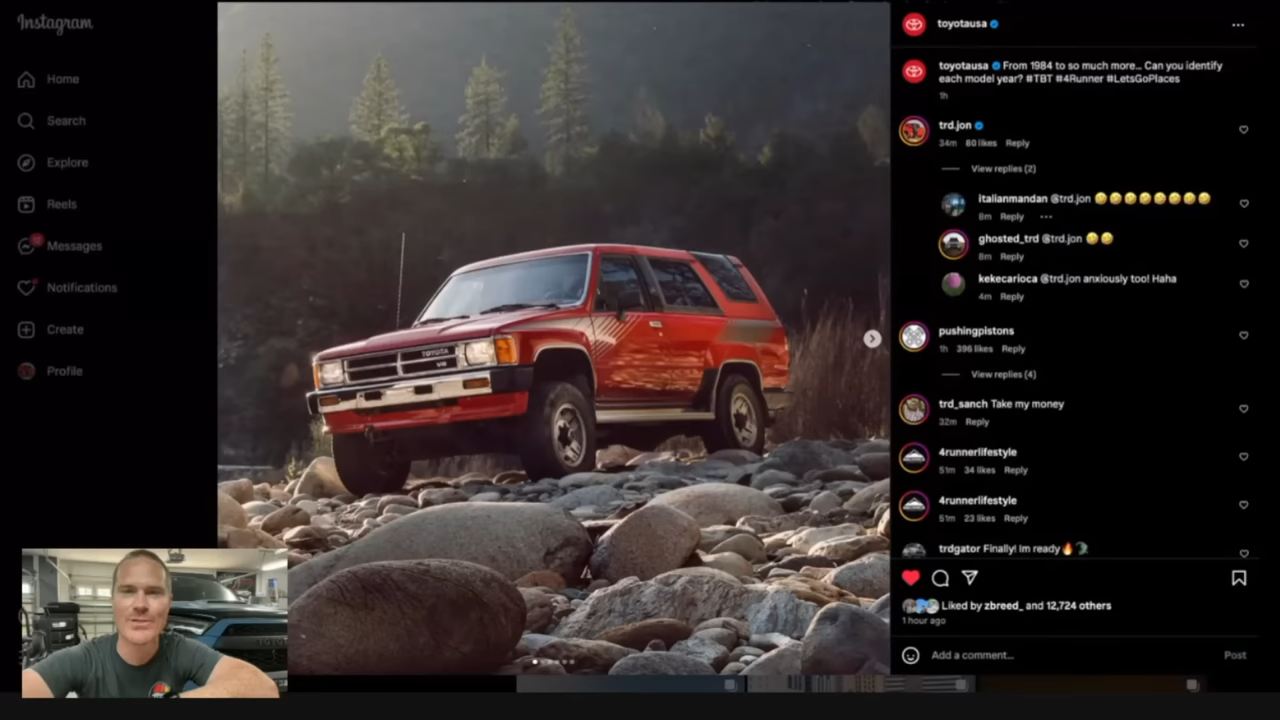 Instagram
Home
Search
Explore
Reels
Messages
Notifications
Create
Profile
TOYOTA
V6
toyotausa
toyotausa From 1984 to so much more... Can you identify
each model year? #TBT #4Runner #LetsGoPlaces
1h
trd.jon
34m 80 likes Reply
View replies (2)
italianmandan @trd.jon 🤣🤣🤣🤣🤣🤣🤣🤣
8m Reply
ghosted_trd @trd.jon 🤣🤣
8m Reply
kekecarioca @trd.jon anxiously too! Haha
4m Reply
pushingpistons
1h 396 likes Reply
View replies (4)
trd_sanch Take my money
32m Reply
4runnerlifestyle
51m 34 likes Reply
4runnerlifestyle
51m 23 likes Reply
trdgator Finally! Im ready🔥
Liked by zbreed_ and 12,724 others
1 hour ago
Add a comment...
Post
TOYOTA